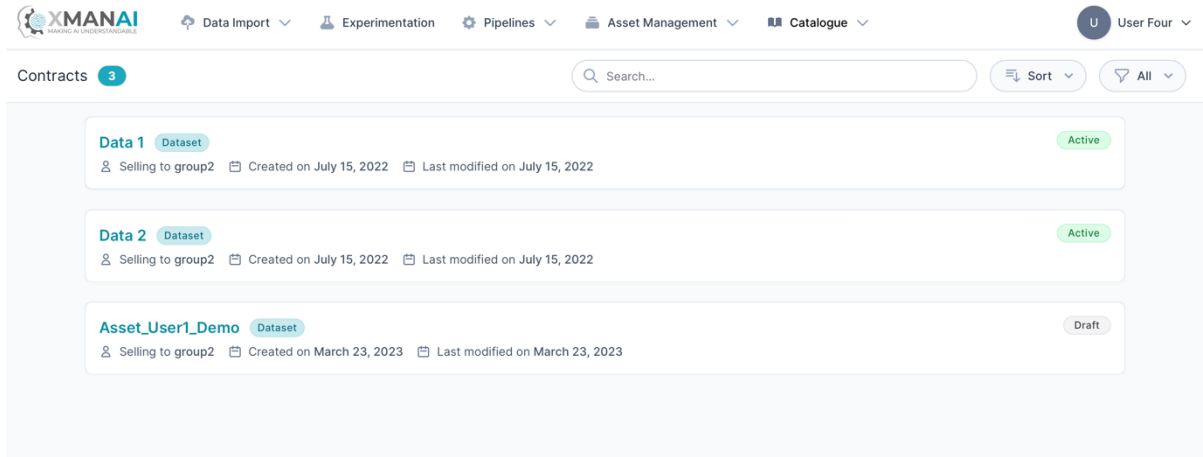 XMANAI
MAKING AI UNDERSTANDABLE
Data Import Experimentation Pipelines Asset Management Catalogue U User Four
Contracts 3 Search... Sort All
Data 1 Dataset Active
Selling to group2 Created on July 15, 2022 Last modified on July 15, 2022
Data 2 Dataset Active
Selling to group2 Created on July 15, 2022 Last modified on July 15, 2022
Asset_User1_Demo Dataset Draft
Selling to group2 Created on March 23, 2023 Last modified on March 23, 2023